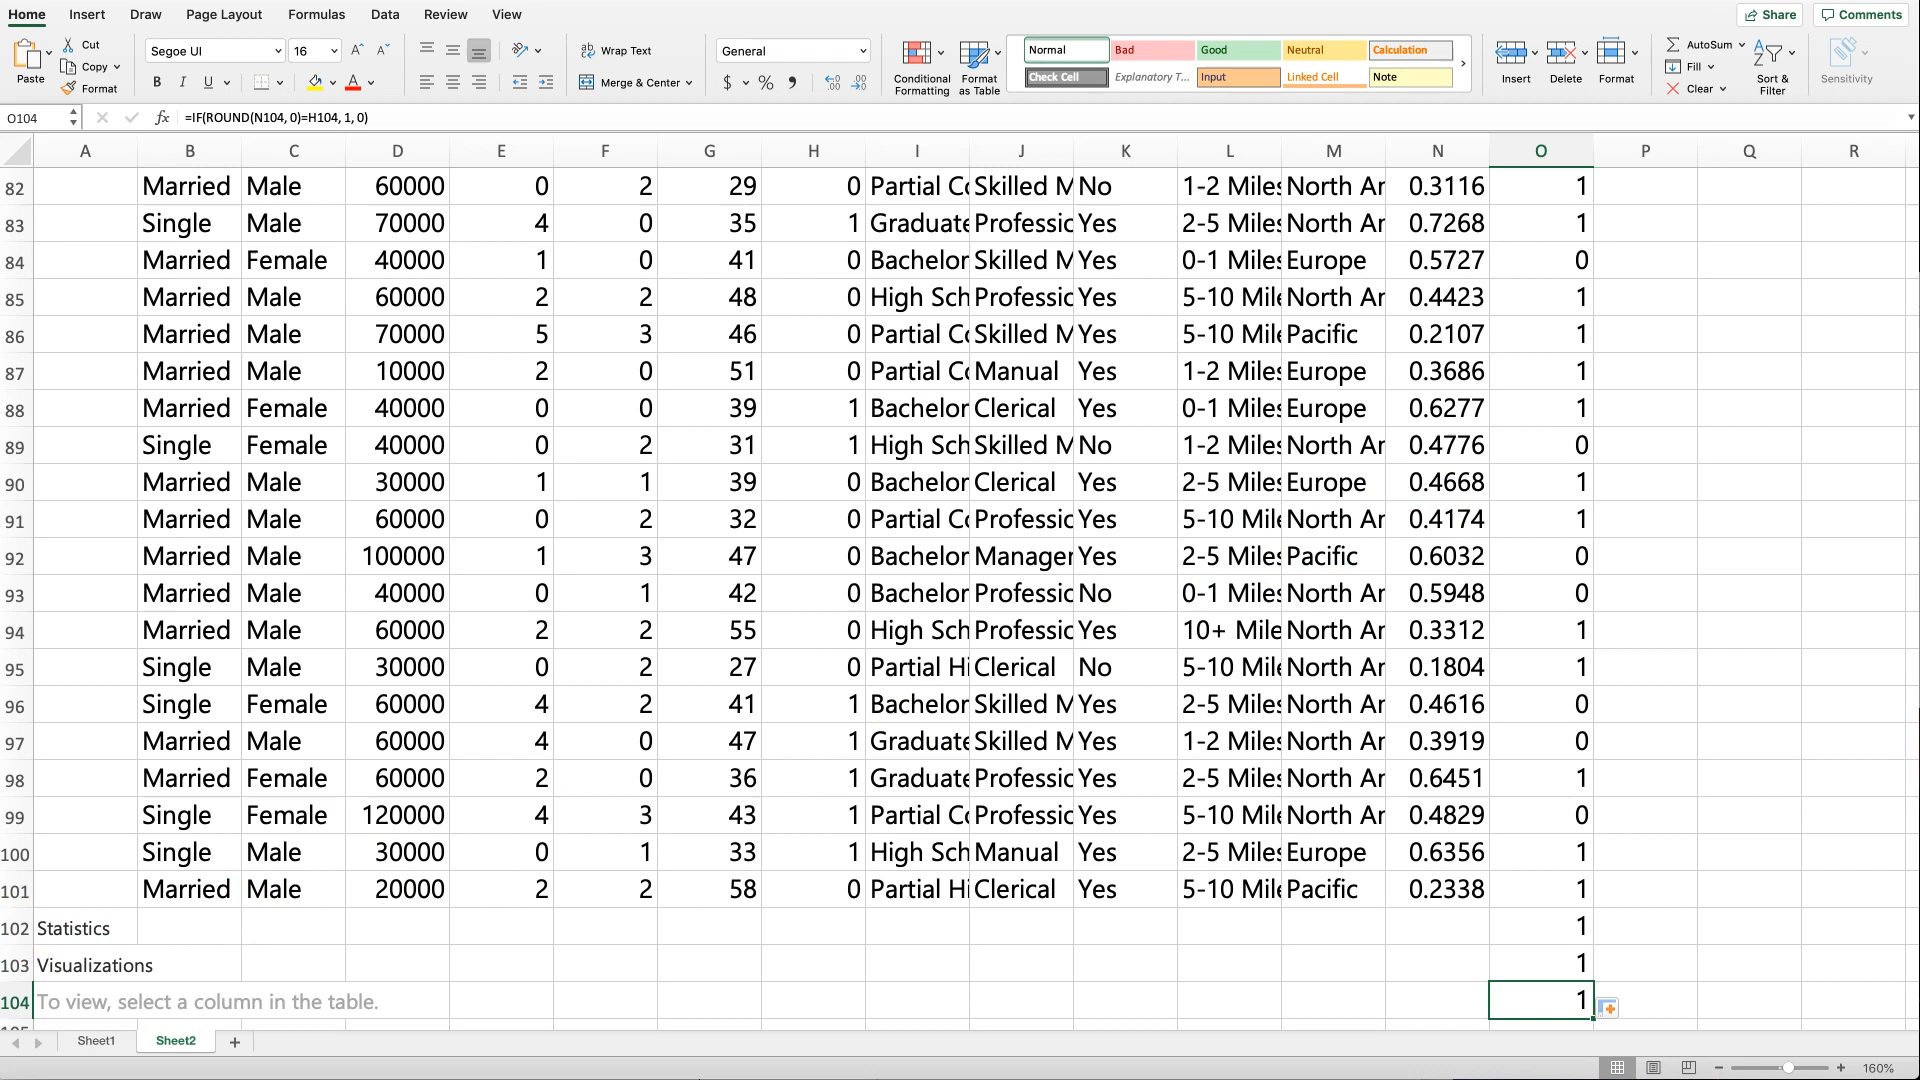 Home Insert Draw Page Layout Formulas Data Review View Share Comments
Paste Cut Copy Format Segoe UI 16 Wrap Text Merge & Center General Conditional Formatting Format as Table Normal Bad Good Neutral Calculation Check Cell Explanatory T... Input Linked Cell Note Insert Delete Format AutoSum Fill Clear Sort & Filter Sensitivity
O104 fx =IF(ROUND(N104, 0)=H104, 1, 0)
A B C D E F G H I J K L M N O P Q R
82 Married Male 60000 0 2 29 0 Partial Co Skilled M No 1-2 Miles North Ar 0.3116 1
83 Single Male 70000 4 0 35 1 Graduate Professic Yes 2-5 Miles North Ar 0.7268 1
84 Married Female 40000 1 0 41 0 Bachelor Skilled M Yes 0-1 Miles Europe 0.5727 0
85 Married Male 60000 2 2 48 0 High Sch Professic Yes 5-10 Mile North Ar 0.4423 1
86 Married Male 70000 5 3 46 0 Partial Co Skilled M Yes 5-10 Mile Pacific 0.2107 1
87 Married Male 10000 2 0 51 0 Partial Co Manual Yes 1-2 Miles Europe 0.3686 1
88 Married Female 40000 0 0 39 1 Bachelor Clerical Yes 0-1 Miles Europe 0.6277 1
89 Single Female 40000 0 2 31 1 High Sch Skilled M No 1-2 Miles North Ar 0.4776 0
90 Married Male 30000 1 1 39 0 Bachelor Clerical Yes 2-5 Miles Europe 0.4668 1
91 Married Male 60000 0 2 32 0 Partial Co Professic Yes 5-10 Mile North Ar 0.4174 1
92 Married Male 100000 1 3 47 0 Bachelor Manager Yes 2-5 Miles Pacific 0.6032 0
93 Married Male 40000 0 1 42 0 Bachelor Professic No 0-1 Miles North Ar 0.5948 0
94 Married Male 60000 2 2 55 0 High Sch Professic Yes 10+ Mile North Ar 0.3312 1
95 Single Male 30000 0 2 27 0 Partial Hi Clerical No 5-10 Mile North Ar 0.1804 1
96 Single Female 60000 4 2 41 1 Bachelor Skilled M Yes 2-5 Miles North Ar 0.4616 0
97 Married Male 60000 4 0 47 1 Graduate Skilled M Yes 1-2 Miles North Ar 0.3919 0
98 Married Female 60000 2 0 36 1 Graduate Professic Yes 2-5 Miles North Ar 0.6451 1
99 Single Female 120000 4 3 43 1 Partial Co Professic Yes 5-10 Mile North Ar 0.4829 0
100 Single Male 30000 0 1 33 1 High Sch Manual Yes 2-5 Miles Europe 0.6356 1
101 Married Male 20000 2 2 58 0 Partial Hi Clerical Yes 5-10 Mile Pacific 0.2338 1
102 Statistics 1
103 Visualizations 1
104 To view, select a column in the table. 1
Sheet1 Sheet2 +
160%